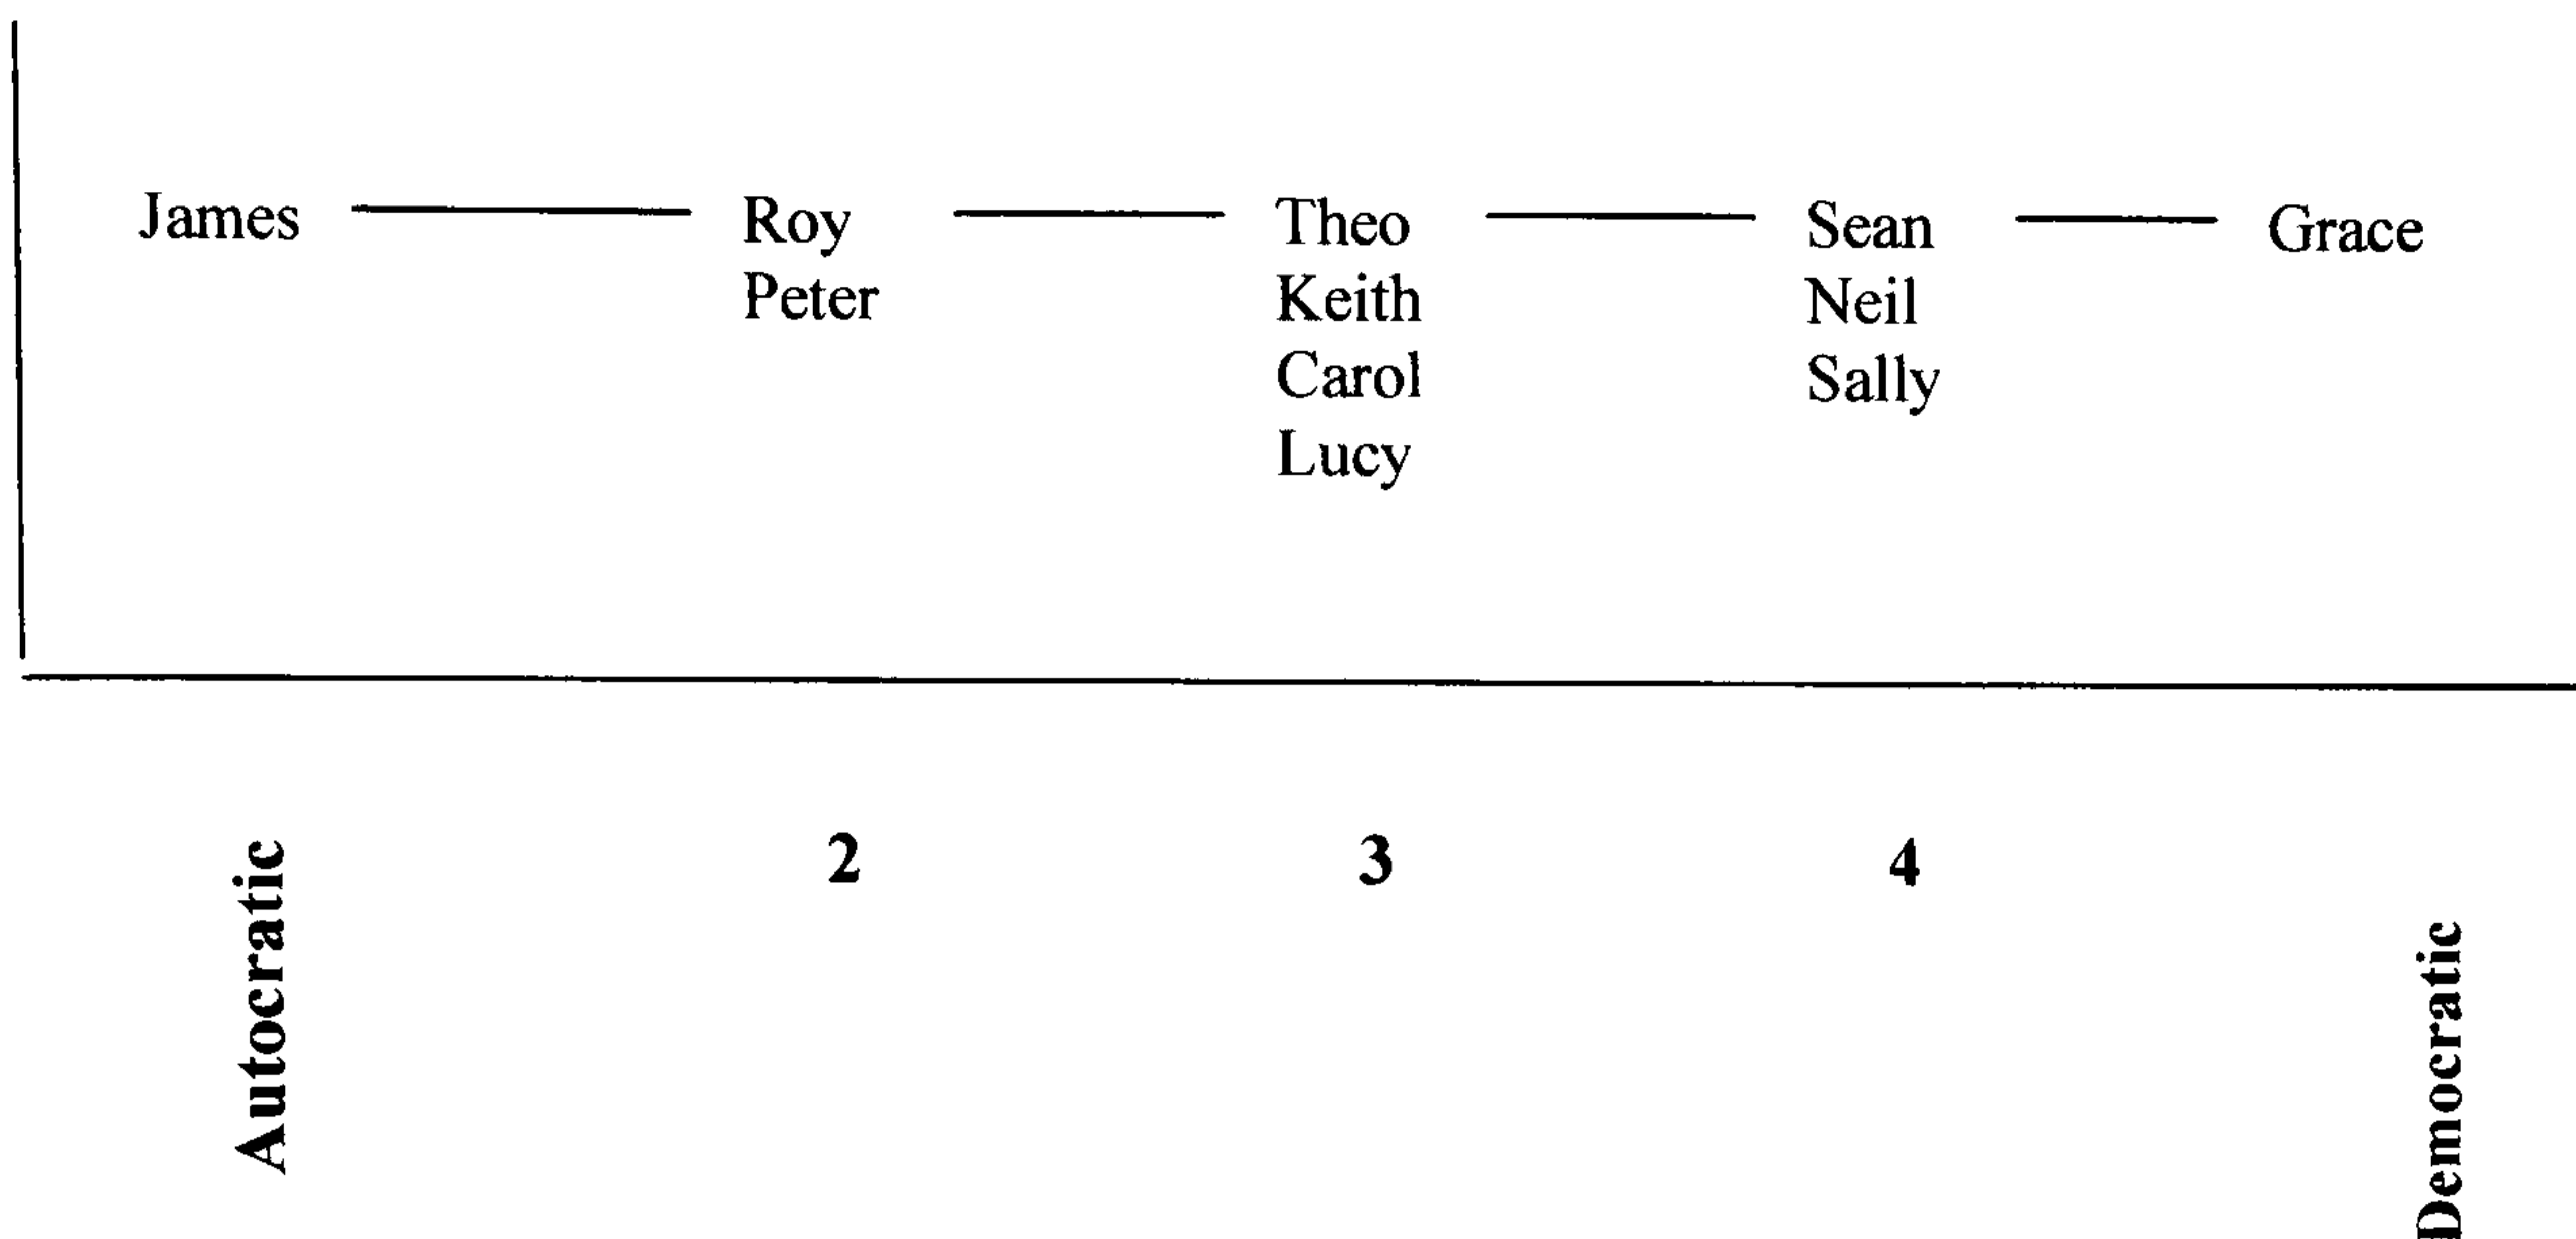 James Roy Theo Sean Grace
Peter Keith Neil
Carol Sally
Lucy
2 3 4
Autocratic
Democratic